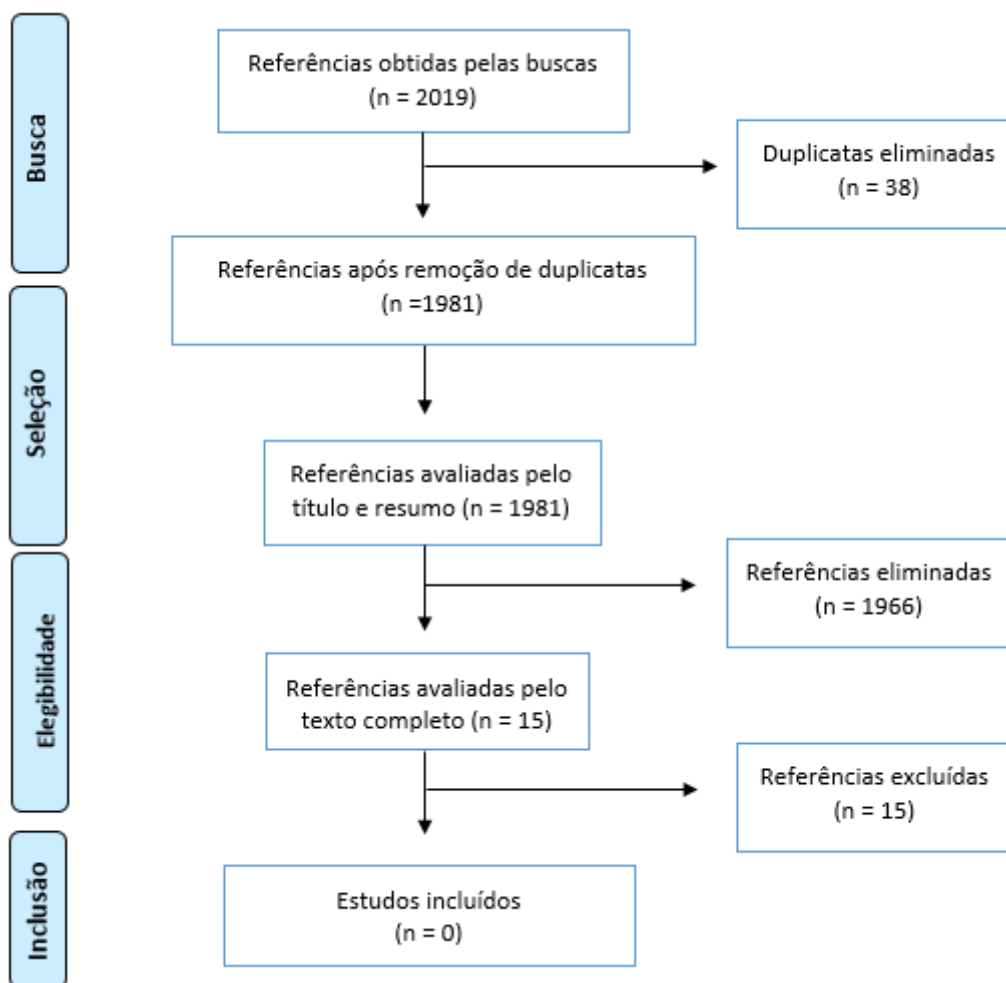 Busca
Referências obtidas pelas buscas
(n = 2019)
Duplicatas eliminadas
(n = 38)
Referências após remoção de duplicatas
(n =1981)
Seleção
Referências avaliadas pelo
título e resumo (n = 1981)
Referências eliminadas
(n = 1966)
Elegibilidade
Referências avaliadas pelo
texto completo (n = 15)
Referências excluídas
(n = 15)
Inclusão
Estudos incluídos
(n = 0)